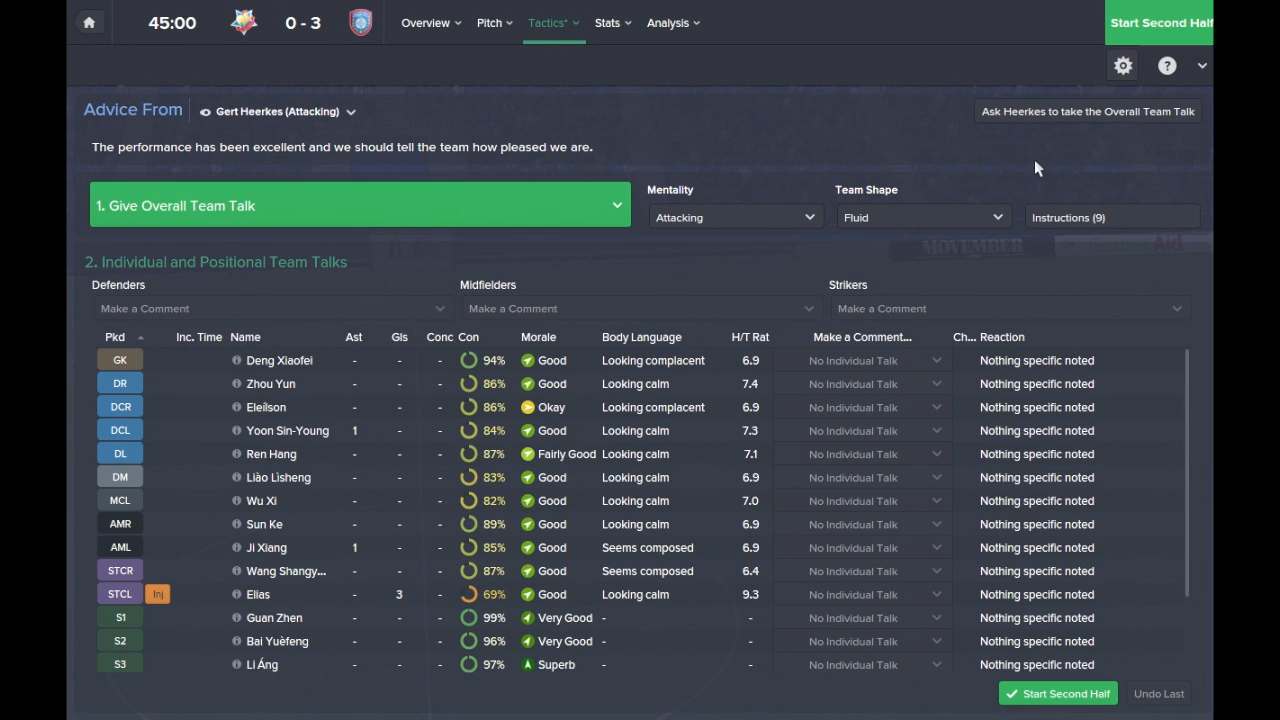 45:00 0 - 3 Overview Pitch Tactics* Stats Analysis Start Second Half
Advice From Gert Heerkes (Attacking) Ask Heerkes to take the Overall Team Talk
The performance has been excellent and we should tell the team how pleased we are.
Mentality Team Shape
1. Give Overall Team Talk Attacking Fluid Instructions (9)
MOVEMBER
2. Individual and Positional Team Talks
Defenders Midfielders Strikers
Make a Comment Make a Comment Make a Comment
Pkd Inc. Time Name Ast Gls Conc Con Morale Body Language H/T Rat Make a Comment... Ch... Reaction
GK Deng Xiaofei - - - 94% Good Looking complacent 6.9 No Individual Talk Nothing specific noted
DR Zhou Yun - - - 86% Good Looking calm 7.4 No Individual Talk Nothing specific noted
DCR Eleílson - - - 86% Okay Looking complacent 6.9 No Individual Talk Nothing specific noted
DCL Yoon Sin-Young 1 - - 84% Good Looking calm 7.3 No Individual Talk Nothing specific noted
DL Ren Hang - - - 87% Fairly Good Looking calm 7.1 No Individual Talk Nothing specific noted
DM Liào Lìsheng - - - 83% Good Looking calm 6.9 No Individual Talk Nothing specific noted
MCL Wu Xi - - - 82% Good Looking calm 7.0 No Individual Talk Nothing specific noted
AMR Sun Ke - - - 89% Good Looking calm 6.9 No Individual Talk Nothing specific noted
AML Ji Xiang 1 - - 85% Good Seems composed 6.9 No Individual Talk Nothing specific noted
STCR Wang Shangy... - - - 87% Good Seems composed 6.4 No Individual Talk Nothing specific noted
STCL Inj Elias - 3 - 69% Good Looking calm 9.3 No Individual Talk Nothing specific noted
S1 Guan Zhen - - - 99% Very Good - - No Individual Talk Nothing specific noted
S2 Bai Yuèfeng - - - 96% Very Good - - No Individual Talk Nothing specific noted
S3 Li Áng - - - 97% Superb - - No Individual Talk Nothing specific noted
Start Second Half Undo Last